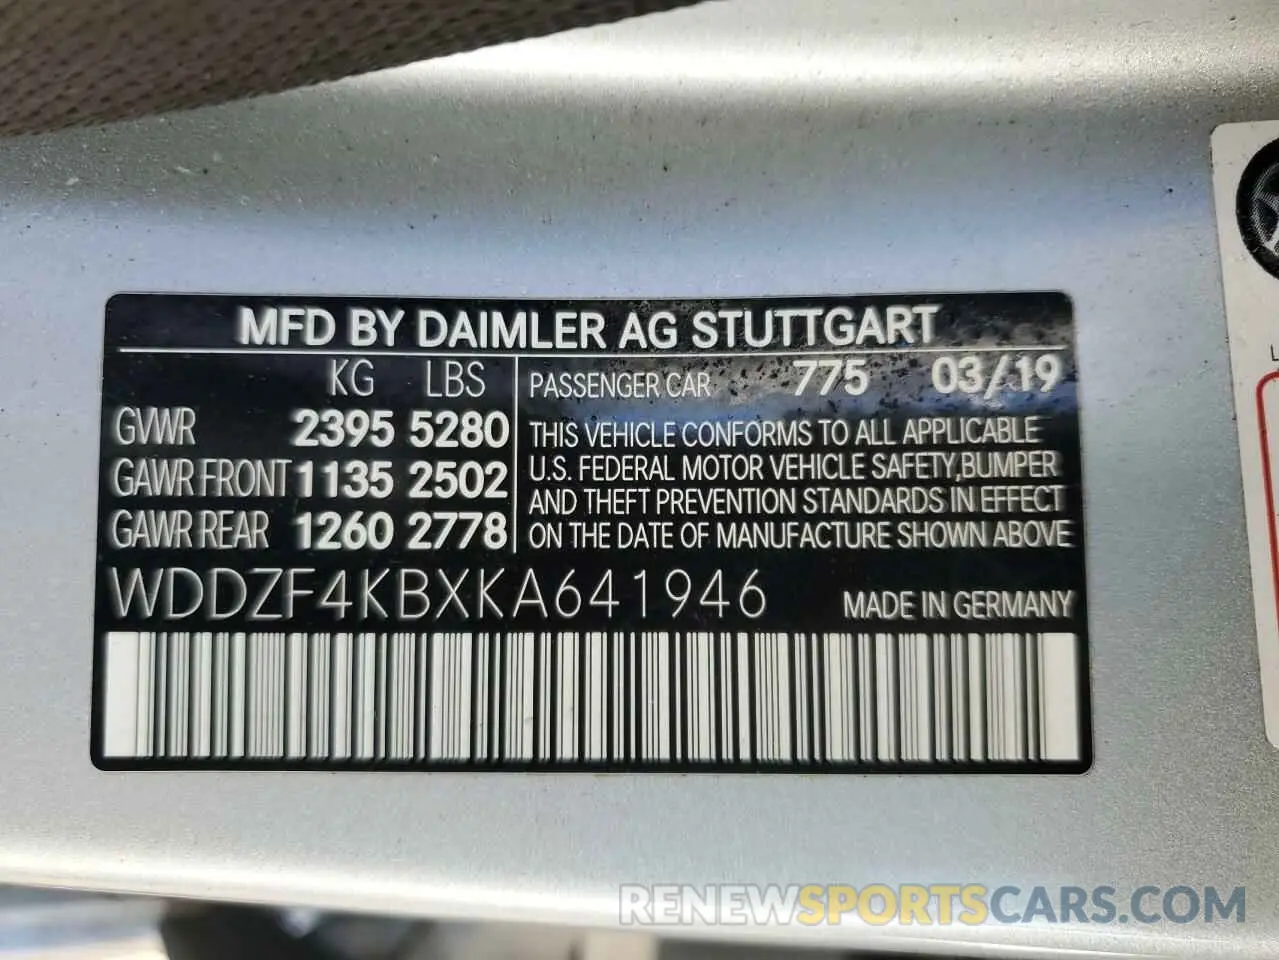 MFD BY DAIMLER AG STUTTGART
KG LBS
GVWR 2395 5280
GAWR FRONT 1135 2502
GAWR REAR 1260 2778
PASSENGER CAR 775 03/19
THIS VEHICLE CONFORMS TO ALL APPLICABLE
U.S. FEDERAL MOTOR VEHICLE SAFETY,BUMPER
AND THEFT PREVENTION STANDARDS IN EFFECT
ON THE DATE OF MANUFACTURE SHOWN ABOVE
WDDZF4KBXKA641946 MADE IN GERMANY
RENEWSPORTSCARS.COM